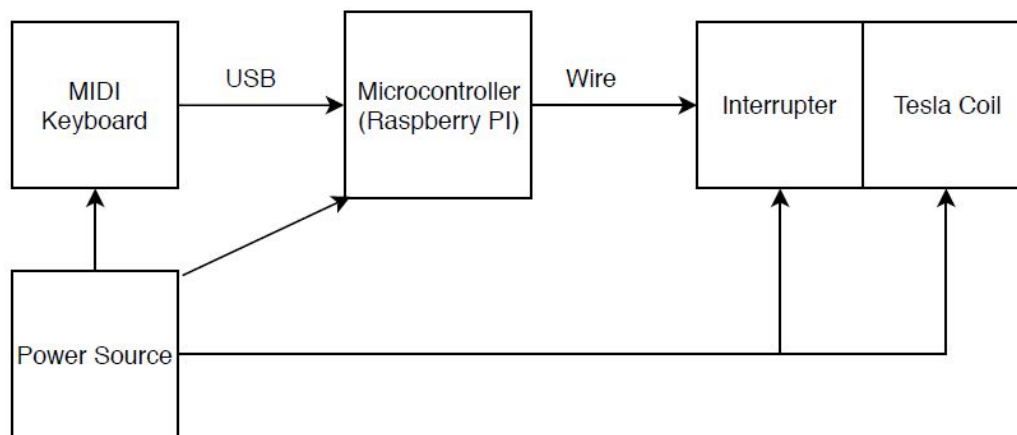 MIDI
Keyboard
USB
Microcontroller
(Raspberry PI)
Wire
Interrupter
Tesla Coil
Power Source